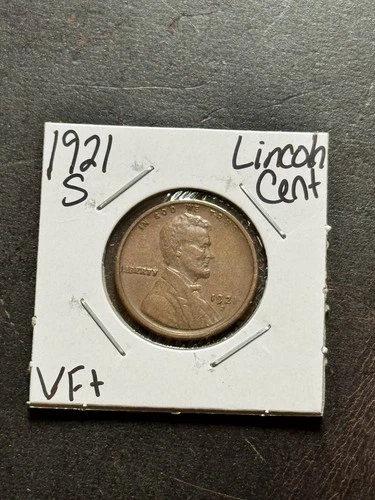 1921 Lincoln
S Cent
IN GOD WE TRUST
LIBERTY
1921
S
VF+